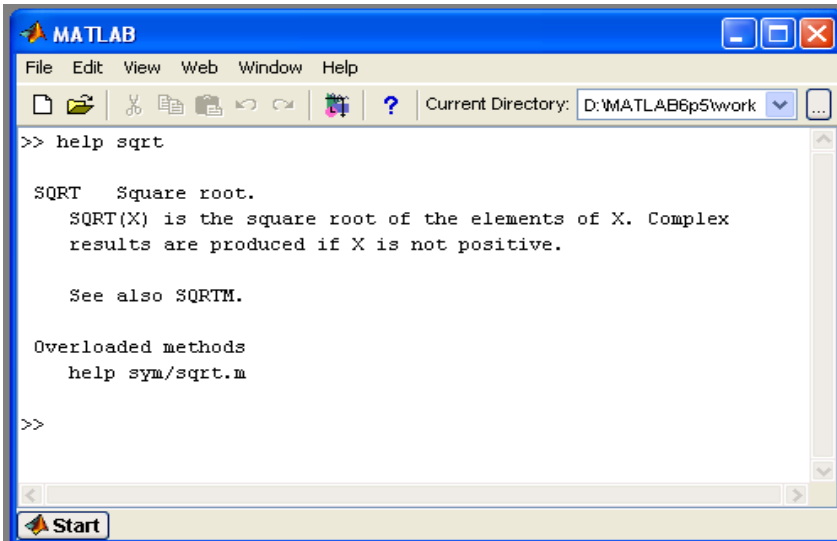 MATLAB
File Edit View Web Window Help
? Current Directory: D:\MATLAB6p5\work ...
>> help sqrt
SQRT Square root.
SQRT(X) is the square root of the elements of X. Complex
results are produced if X is not positive.
See also SQRTM.
Overloaded methods
help sym/sqrt.m
>>
Start